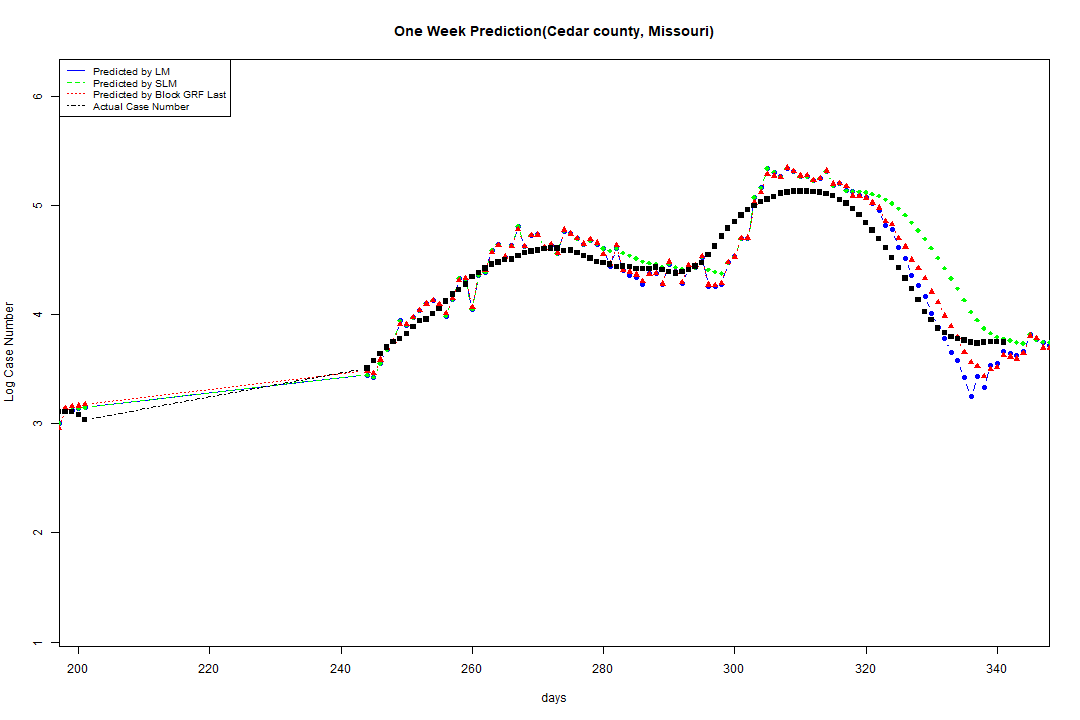 One Week Prediction(Cedar county, Missouri)
Predicted by LM
Predicted by SLM
Predicted by Block GRF Last
Actual Case Number
6
5
4
3
2
1
Log Case Number
200 220 240 260 280 300 320 340
days